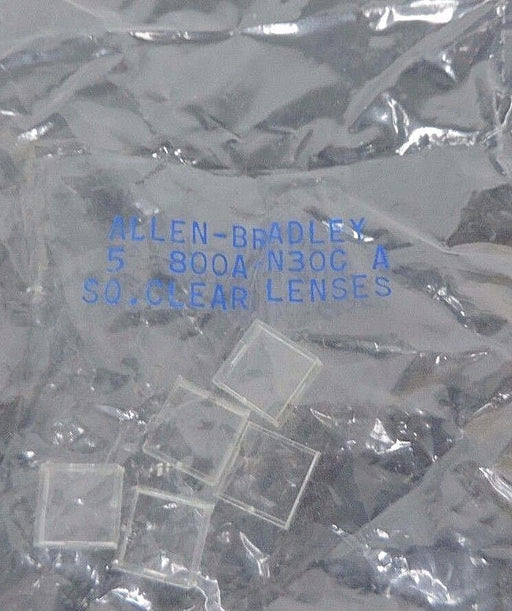 ALLEN-BRADLEY
5 800A-N30C A
SQ. CLEAR LENSES